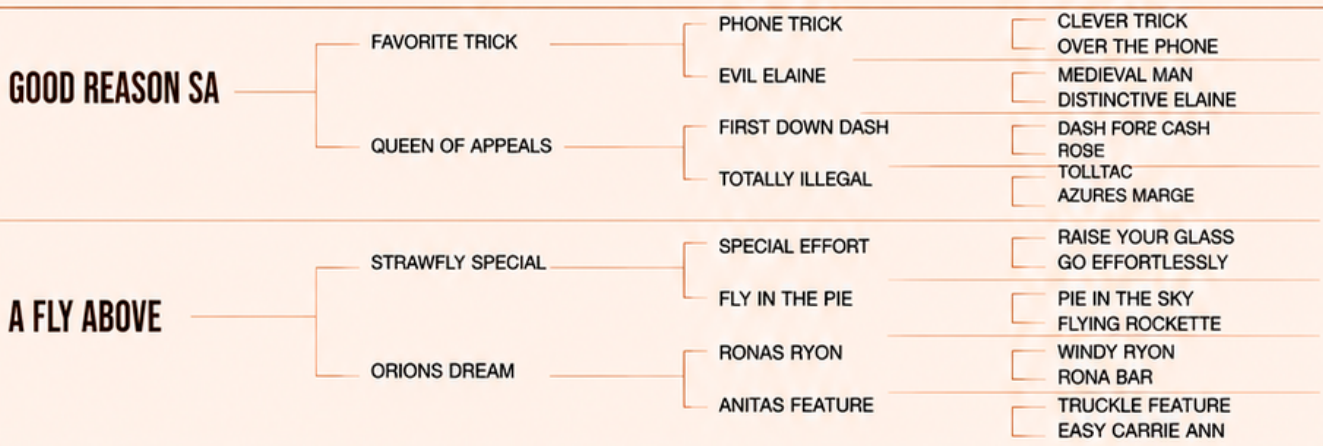 GOOD REASON SA
FAVORITE TRICK
QUEEN OF APPEALS
PHONE TRICK
EVIL ELAINE
FIRST DOWN DASH
TOTALLY ILLEGAL
CLEVER TRICK
OVER THE PHONE
MEDIEVAL MAN
DISTINCTIVE ELAINE
DASH FORE CASH
ROSE
TOLLTAC
AZURES MARGE
A FLY ABOVE
STRAWFLY SPECIAL
ORIONS DREAM
SPECIAL EFFORT
FLY IN THE PIE
RONAS RYON
ANITAS FEATURE
RAISE YOUR GLASS
GO EFFORTLESSLY
PIE IN THE SKY
FLYING ROCKETTE
WINDY RYON
RONA BAR
TRUCKLE FEATURE
EASY CARRIE ANN